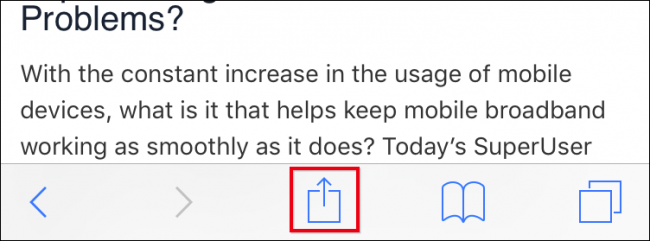 Problems?
With the constant increase in the usage of mobile
devices, what is it that helps keep mobile broadband
working as smoothly as it does? Today’s SuperUser